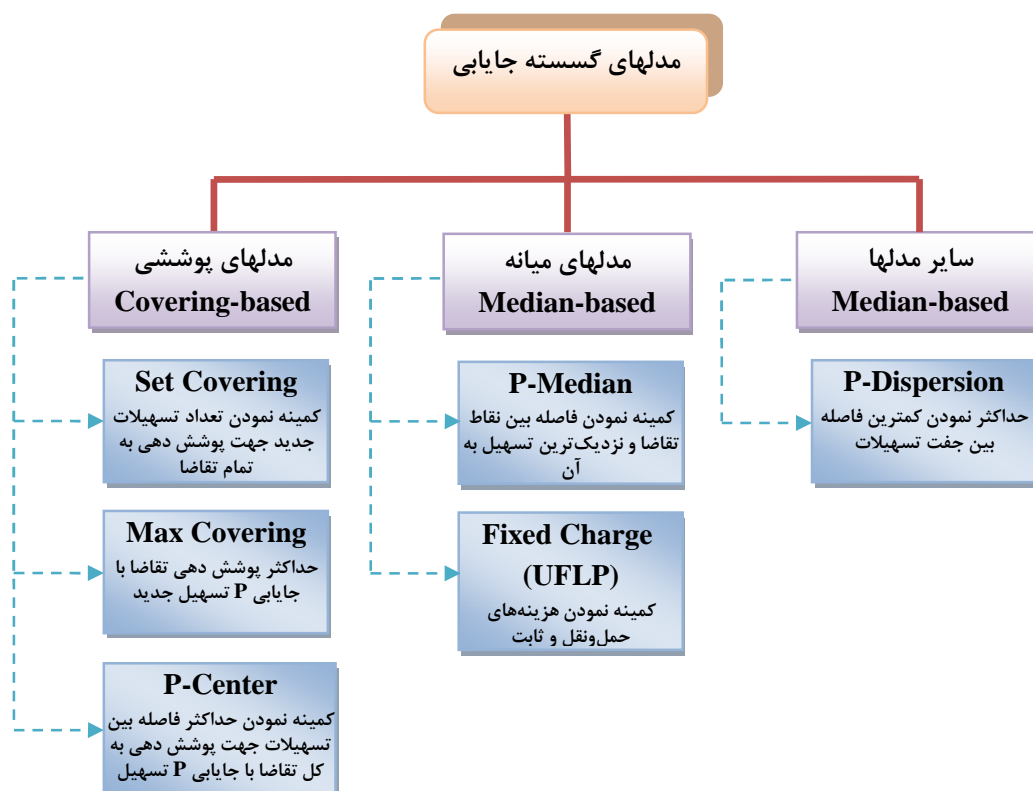 مدلهای گسسته جایابی
مدلهای پوششی
Covering-based
Set Covering
کمینه نمودن تعداد تسهیلات
جدید جهت پوشش دهی به
تمام تقاضا
Max Covering
حداکثر پوشش دهی تقاضا با
جایابی P تسهیل جدید
P-Center
کمینه نمودن حداکثر فاصله بین
تسهیلات جهت پوشش دهی به
کل تقاضا با جایابی P تسهیل
مدلهای میانه
Median-based
P-Median
کمینه نمودن فاصله بین نقاط
تقاضا و نزدیک‌ترین تسهیل به
آن
Fixed Charge
(UFLP)
کمینه نمودن هزینه‌های
حمل‌ونقل و ثابت
سایر مدلها
Median-based
P-Dispersion
حداکثر نمودن کمترین فاصله
بین جفت تسهیلات